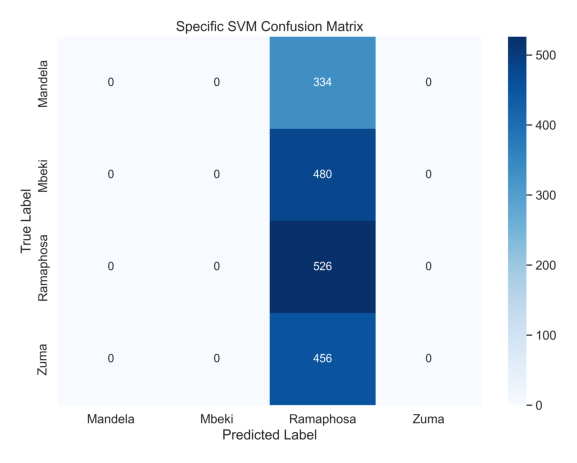 Specific SVM Confusion Matrix
True Label
Mandela
0 0 334 0
Mbeki
0 0 480 0
Ramaphosa
0 0 526 0
Zuma
0 0 456 0
Mandela Mbeki Ramaphosa Zuma
Predicted Label
500
400
300
200
100
0